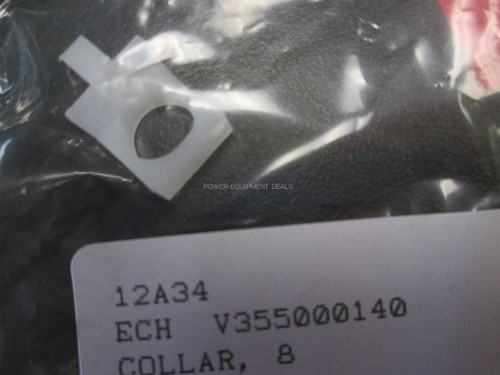 POWER EQUIPMENT DEALS
12A34
ECH V355000140
COLLAR, 8